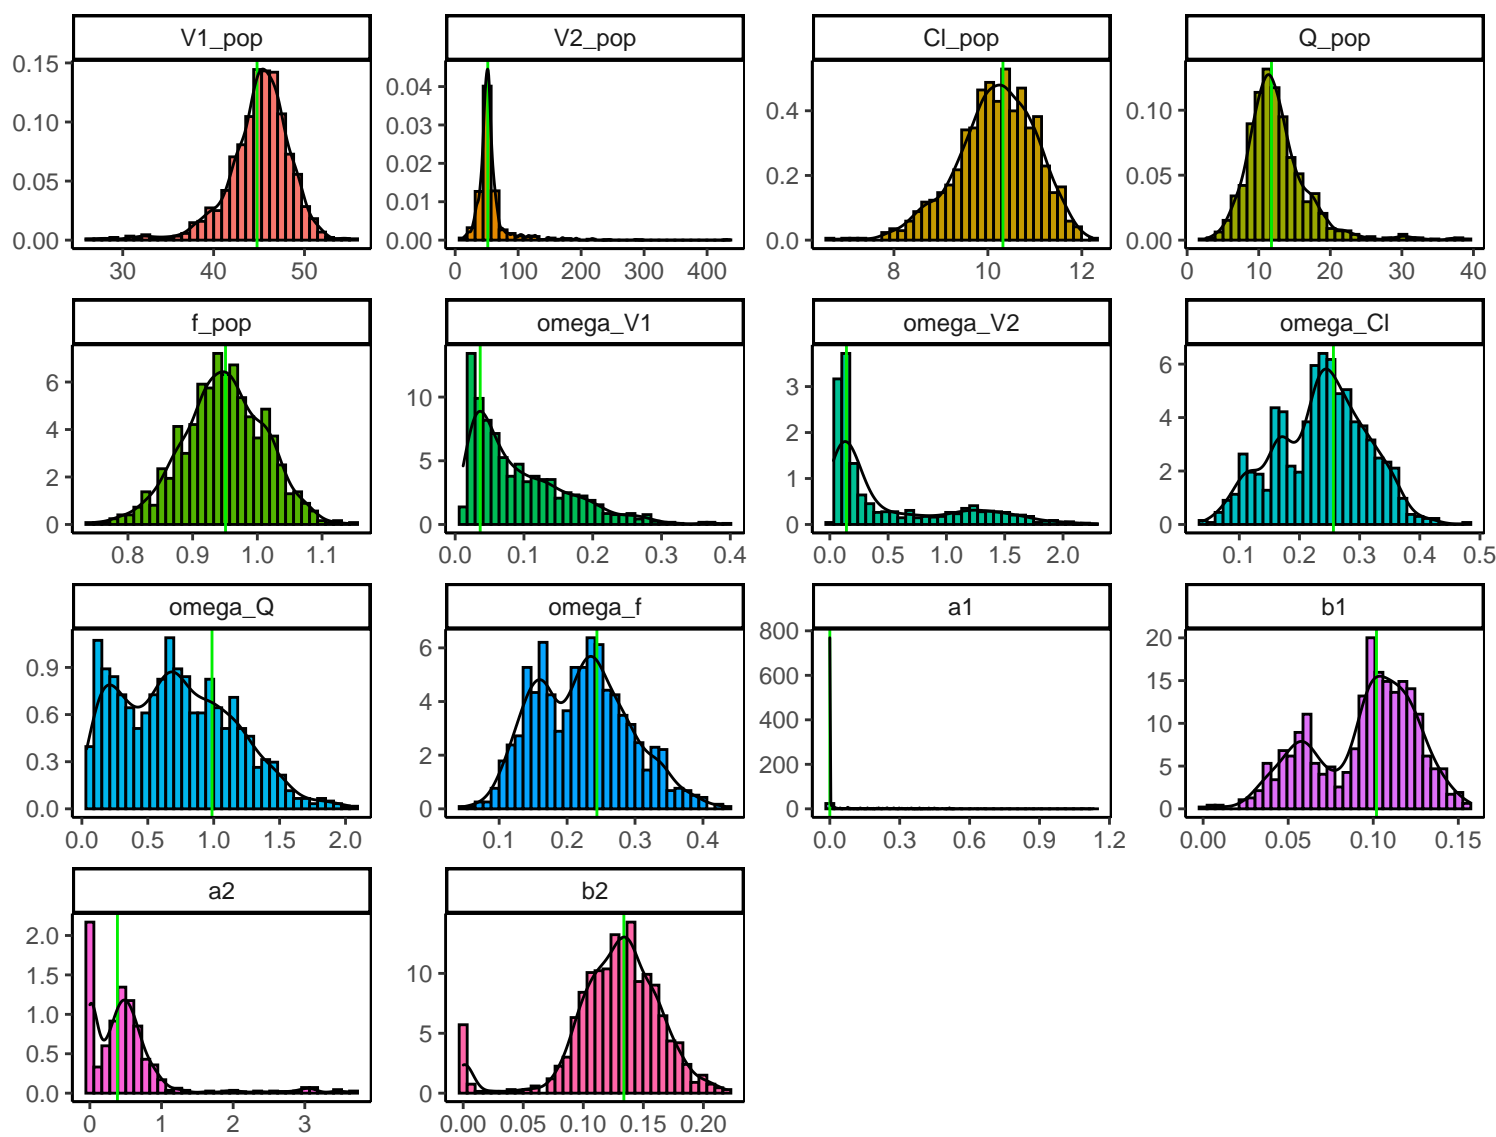 V1_pop V2_pop Cl_pop Q_pop
0.15 0.10 0.05 0.00
30 40 50
0.04 0.03 0.02 0.01 0.00
0 100 200 300 400
0.4 0.2 0.0
8 10 12
0.10 0.05 0.00
0 10 20 30 40
f_pop omega_V1 omega_V2 omega_Cl
6 4 2 0
0.8 0.9 1.0 1.1
10 5 0
0.0 0.1 0.2 0.3 0.4
3 2 1 0
0.0 0.5 1.0 1.5 2.0
6 4 2 0
0.1 0.2 0.3 0.4 0.5
omega_Q omega_f a1 b1
0.9 0.6 0.3 0.0
0.0 0.5 1.0 1.5 2.0
6 4 2 0
0.1 0.2 0.3 0.4
800 600 400 200 0
0.0 0.3 0.6 0.9 1.2
20 15 10 5 0
0.00 0.05 0.10 0.15
a2 b2
2.0 1.5 1.0 0.5 0.0
0 1 2 3
10 5 0
0.00 0.05 0.10 0.15 0.20